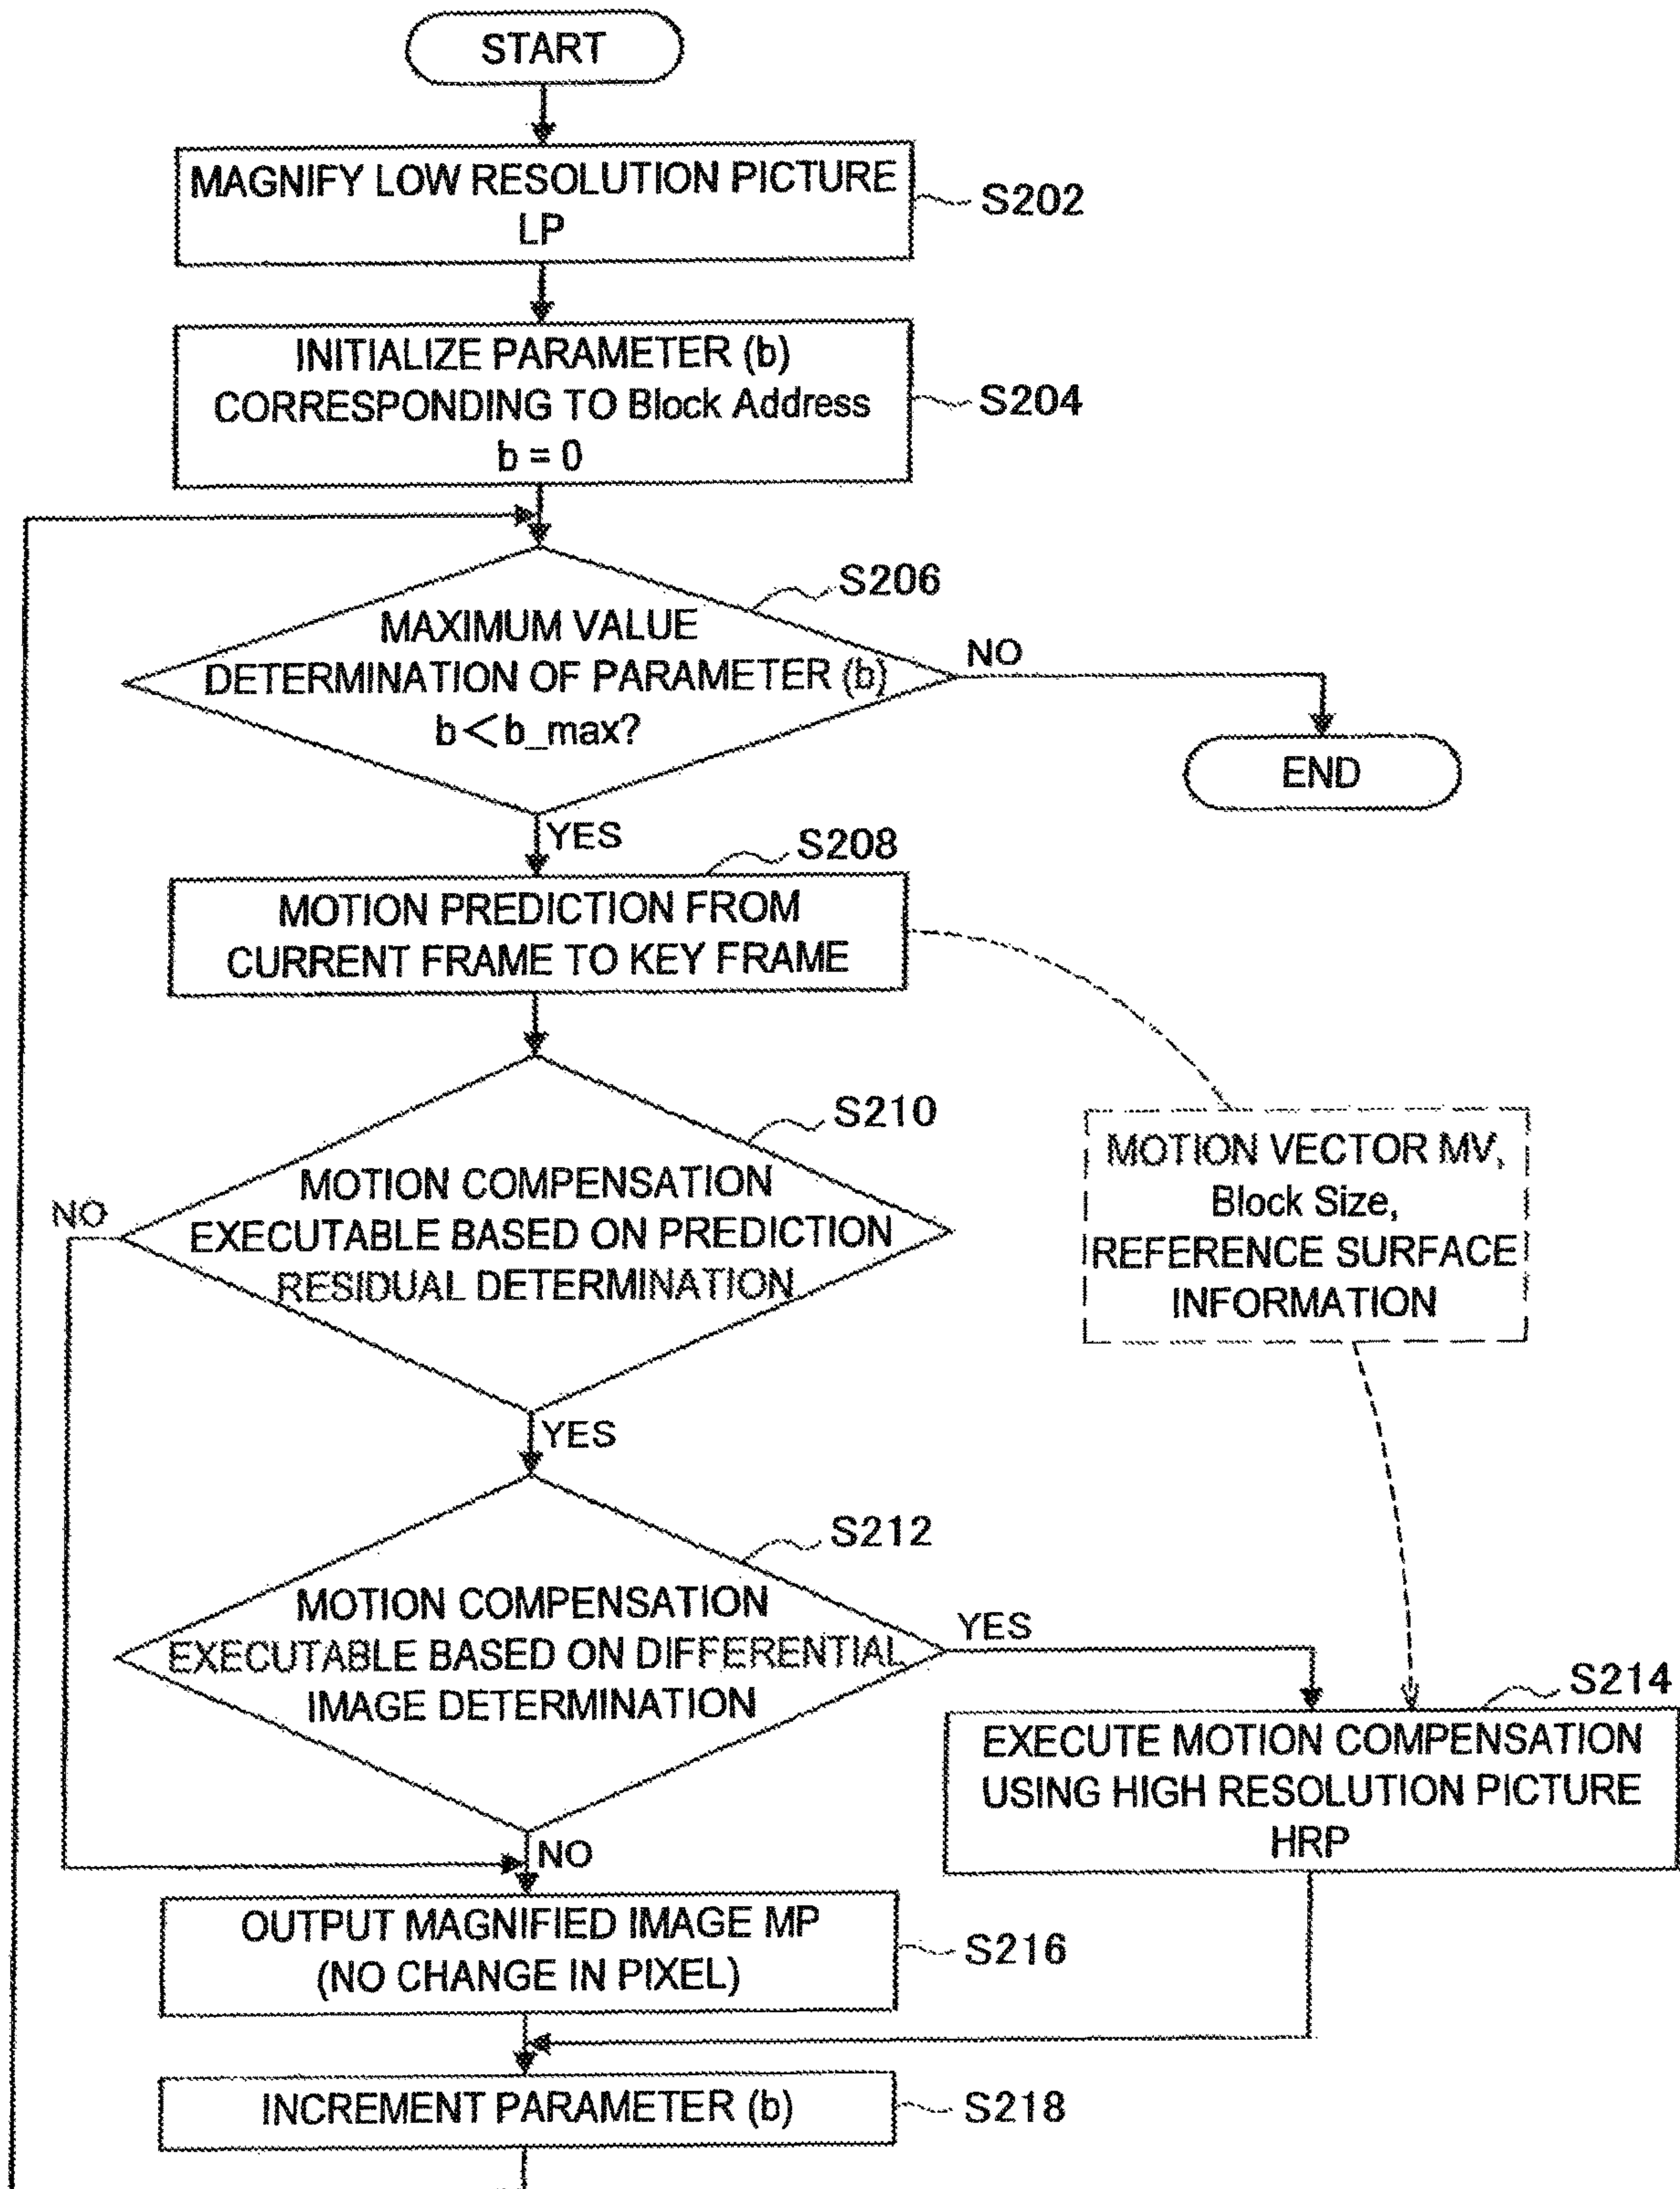 START
MAGNIFY LOW RESOLUTION PICTURE
LP
S202
INITIALIZE PARAMETER (b)
CORRESPONDING TO Block Address
b = 0
S204
S206
MAXIMUM VALUE
DETERMINATION OF PARAMETER (b)
b<b_max?
NO
END
YES
S208
MOTION PREDICTION FROM
CURRENT FRAME TO KEY FRAME
S210
MOTION COMPENSATION
EXECUTABLE BASED ON PREDICTION
RESIDUAL DETERMINATION
NO
MOTION VECTOR MV,
Block Size,
REFERENCE SURFACE
INFORMATION
YES
S212
MOTION COMPENSATION
EXECUTABLE BASED ON DIFFERENTIAL
IMAGE DETERMINATION
YES
S214
EXECUTE MOTION COMPENSATION
USING HIGH RESOLUTION PICTURE
HRP
NO
OUTPUT MAGNIFIED IMAGE MP
(NO CHANGE IN PIXEL)
S216
INCREMENT PARAMETER (b)
S218